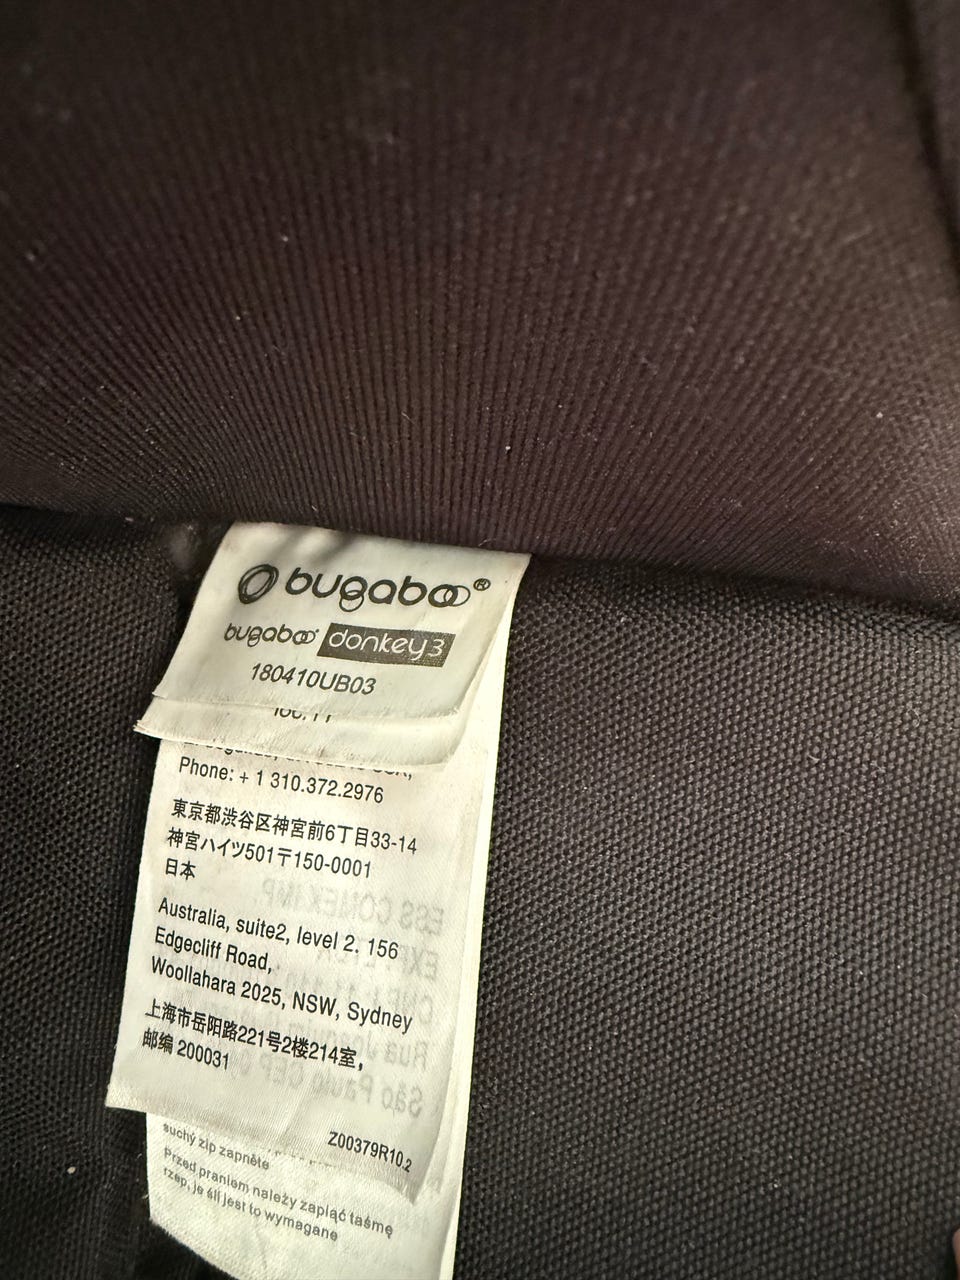 bugaboo®
bugaboo® donkey3
180410UB03
Phone: + 1 310.372.2976
東京都渋谷区神宮前6丁目33-14
神宮ハイツ501〒150-0001
日本
Australia, suite2, level 2. 156
Edgecliff Road,
Woollahara 2025, NSW, Sydney
上海市岳阳路221号2楼214室，
邮编 200031
Z00379R10.2
suchý zip zapněte
Przed praniem należy zapiąć taśmę
rzep, je śli jest to wymagane